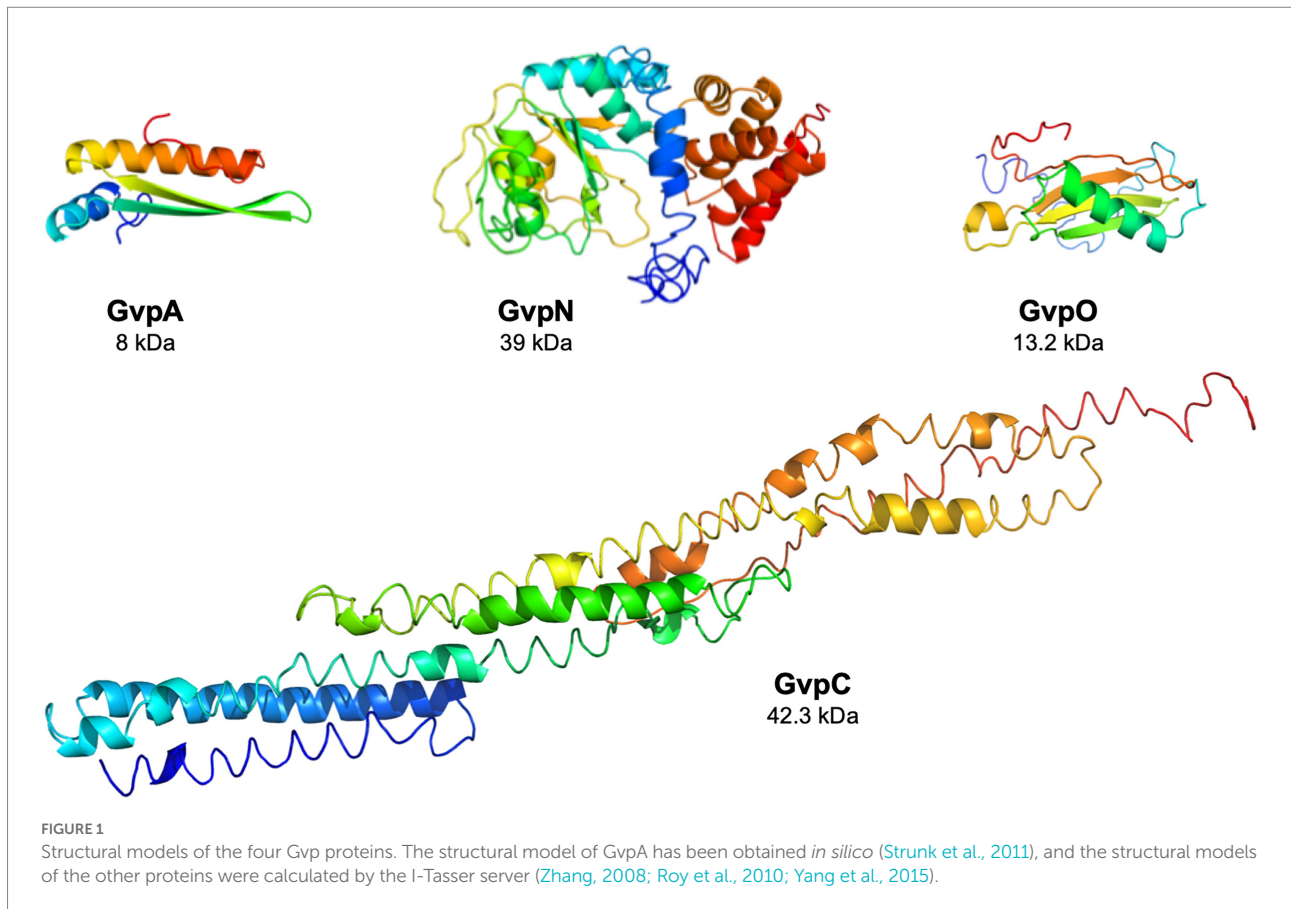 GvpA
8 kDa
GvpN
39 kDa
GvpO
13.2 kDa
GvpC
42.3 kDa
FIGURE 1
Structural models of the four Gvp proteins. The structural model of GvpA has been obtained in silico (Strunk et al., 2011), and the structural models
of the other proteins were calculated by the I-Tasser server (Zhang, 2008; Roy et al., 2010; Yang et al., 2015).